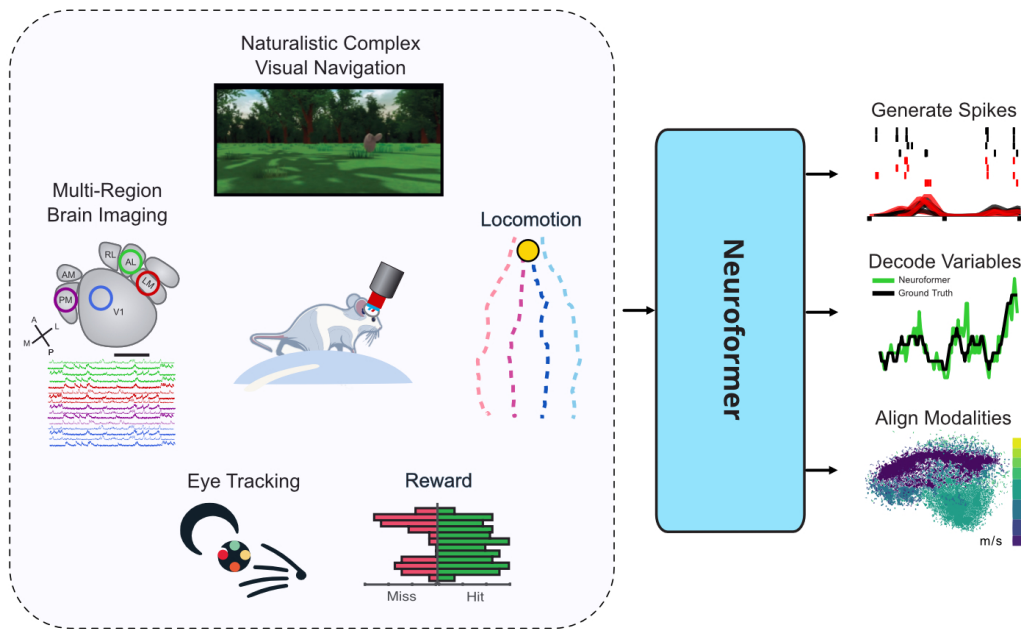 Naturalistic Complex
Visual Navigation
Multi-Region
Brain Imaging
RL
AL
LM
AM
PM
V1
A
L
M
P
Locomotion
Eye Tracking
Reward
Miss
Hit
Neuroformer
Generate Spikes
Decode Variables
Neuroformer
Ground Truth
Align Modalities
m/s